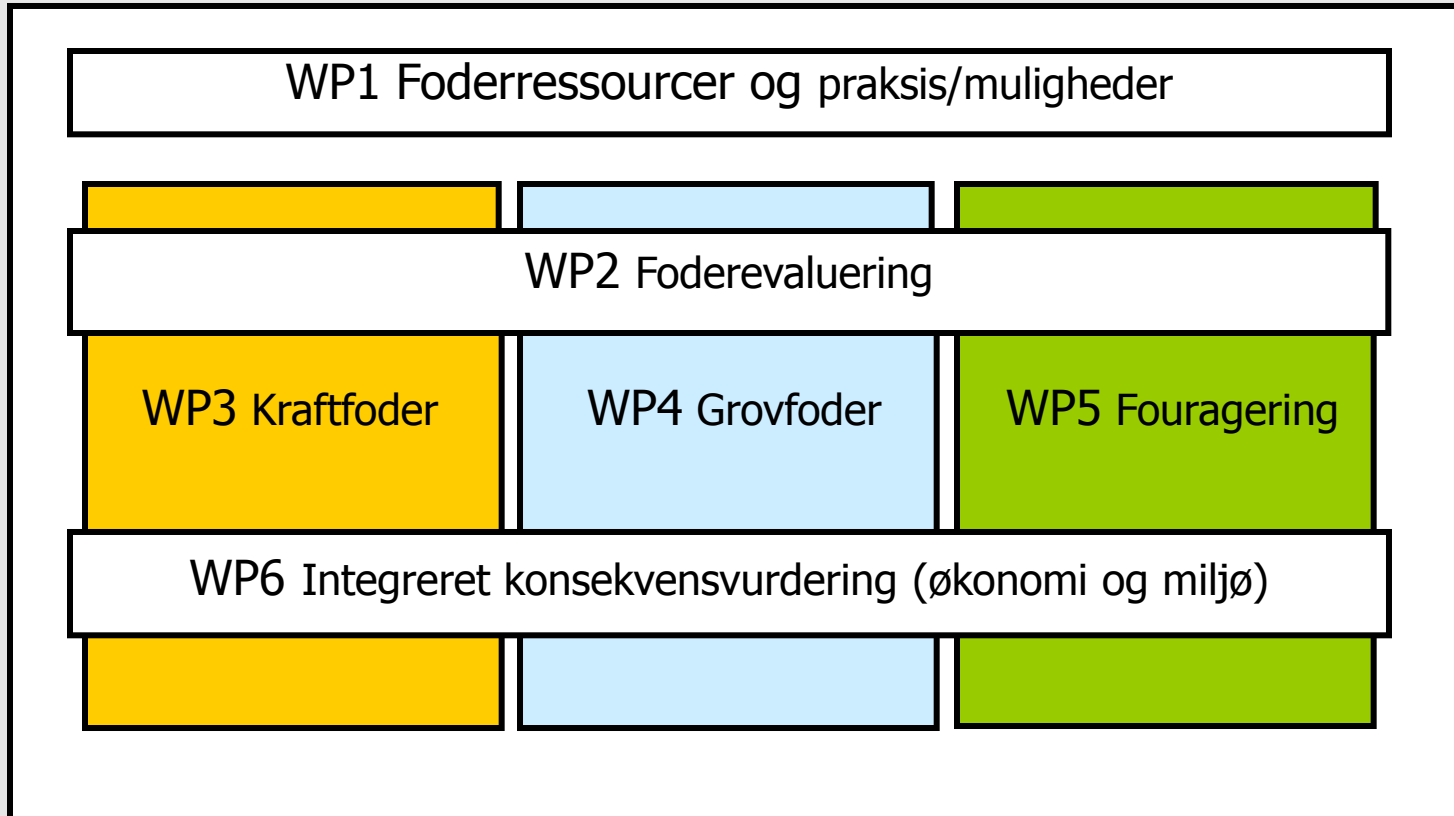 WP1 Foderressourcer og praksis/muligheder
WP2 Foderevaluering
WP3 Kraftfoder
WP4 Grovfoder
WP5 Fouragering
WP6 Integreret konsekvensvurdering (økonomi og miljø)